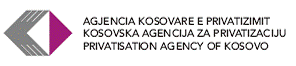 AGJENCIA KOSOVARE E PRIVATIZIMIT
KOSOVSKA AGENCIJA ZA PRIVATIZACIJU
PRIVATISATION AGENCY OF KOSOVO